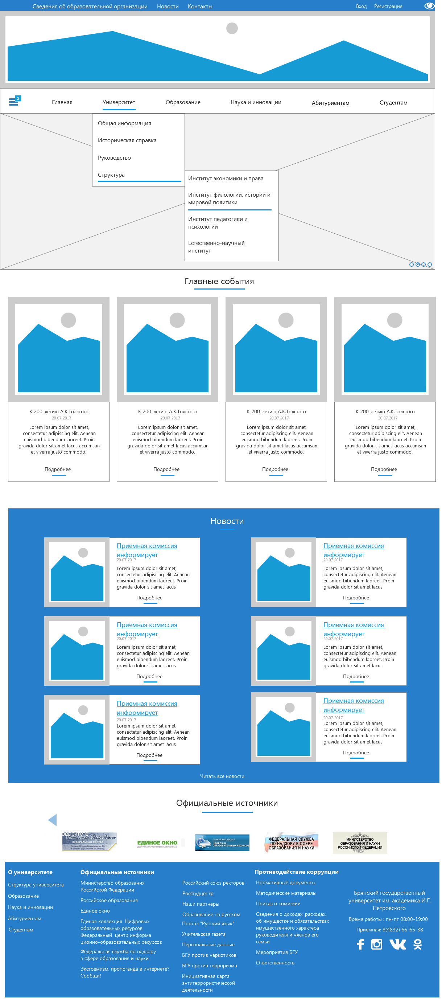 Сведения об образовательной организации Новости Контакты Вход Регистрация
2
Главная Университет Образование Наука и инновации Абитуриентам Студентам
Общая информация
Историческая справка
Руководство
Структура
Институт экономики и права
Институт филологии, истории и
мировой политики
Институт педагогики и
психологии
Естественно-научный
институт
Главные события
К 200-летию А.К.Толстого
20.07.2017
Lorem ipsum dolor sit amet,
consectetur adipiscing elit. Aenean
euismod bibendum laoreet. Proin
gravida dolor sit amet lacus accumsan
et viverra justo commodo.
Подробнее
К 200-летию А.К.Толстого
20.07.2017
Lorem ipsum dolor sit amet,
consectetur adipiscing elit. Aenean
euismod bibendum laoreet. Proin
gravida dolor sit amet lacus accumsan
et viverra justo commodo.
Подробнее
К 200-летию А.К.Толстого
20.07.2017
Lorem ipsum dolor sit amet,
consectetur adipiscing elit. Aenean
euismod bibendum laoreet. Proin
gravida dolor sit amet lacus accumsan
et viverra justo commodo.
Подробнее
К 200-летию А.К.Толстого
20.07.2017
Lorem ipsum dolor sit amet,
consectetur adipiscing elit. Aenean
euismod bibendum laoreet. Proin
gravida dolor sit amet lacus accumsan
et viverra justo commodo.
Подробнее
Новости
Приемная комиссия
информирует
20.07.2017
Lorem ipsum dolor sit amet,
consectetur adipiscing elit. Aenean
euismod bibendum laoreet. Proin
gravida dolor sit amet lacus
Подробнее
Приемная комиссия
информирует
20.07.2017
Lorem ipsum dolor sit amet,
consectetur adipiscing elit. Aenean
euismod bibendum laoreet. Proin
gravida dolor sit amet lacus
Подробнее
Приемная комиссия
информирует
20.07.2017
Lorem ipsum dolor sit amet,
consectetur adipiscing elit. Aenean
euismod bibendum laoreet. Proin
gravida dolor sit amet lacus
Подробнее
Приемная комиссия
информирует
20.07.2017
Lorem ipsum dolor sit amet,
consectetur adipiscing elit. Aenean
euismod bibendum laoreet. Proin
gravida dolor sit amet lacus
Подробнее
Приемная комиссия
информирует
20.07.2017
Lorem ipsum dolor sit amet,
consectetur adipiscing elit. Aenean
euismod bibendum laoreet. Proin
gravida dolor sit amet lacus
Подробнее
Приемная комиссия
информирует
20.07.2017
Lorem ipsum dolor sit amet,
consectetur adipiscing elit. Aenean
euismod bibendum laoreet. Proin
gravida dolor sit amet lacus
Подробнее
Читать все новости
Официальные источники
Российское Образование
ФЕДЕРАЛЬНЫЙ ПОРТАЛ
Лауреат Премии Правительства РФ
в области образования за 2008 год
ЕДИНОЕ ОКНО
ДОСТУПА К ОБРАЗОВАТЕЛЬНЫМ РЕСУРСАМ
ЕДИНАЯ КОЛЛЕКЦИЯ
ЦИФРОВЫХ
ОБРАЗОВАТЕЛЬНЫХ РЕСУРСОВ
ФЕДЕРАЛЬНАЯ СЛУЖБА
ПО НАДЗОРУ В СФЕРЕ
ОБРАЗОВАНИЯ И НАУКИ
МИНИСТЕРСТВО
ОБРАЗОВАНИЯ И НАУКИ
РОССИЙСКОЙ ФЕДЕРАЦИИ
О университете
Структура университета
Образование
Наука и инновации
Абитуриентам
Студентам
Официальные источники
Министерство образования
Российской Федерации
Российское образования
Единое окно
Единая коллекция Цифровых
образовательных ресурсов
Федеральный центр информа
ционно-образовательных ресурсов
Федеральная служба по надзору
в сфере образования и науки
Экстремизм, пропоганда в интернете?
Сообщи!
Российский союз ректоров
Росстудцентр
Наши партнеры
Образование на русском
Портал "Русский язык"
Учительская газета
Персональные данные
БГУ против наркотиков
БГУ против терроризма
Инициативная карта
антитеррористической
деятельности
Противодействие коррупции
Нормативные документы
Методические материалы
Приказ о комиссии
Сведения о доходах, расходах,
об имуществе и обязательствах
имущественного характера
руководителя и членов его
семьи
Мероприятия БГУ
Ответственность
Брянский государственный
университет им. академика И.Г.
Петровского
Время работы : пн-пт 08:00-19:00
Приемная: 8(4832) 66-65-38